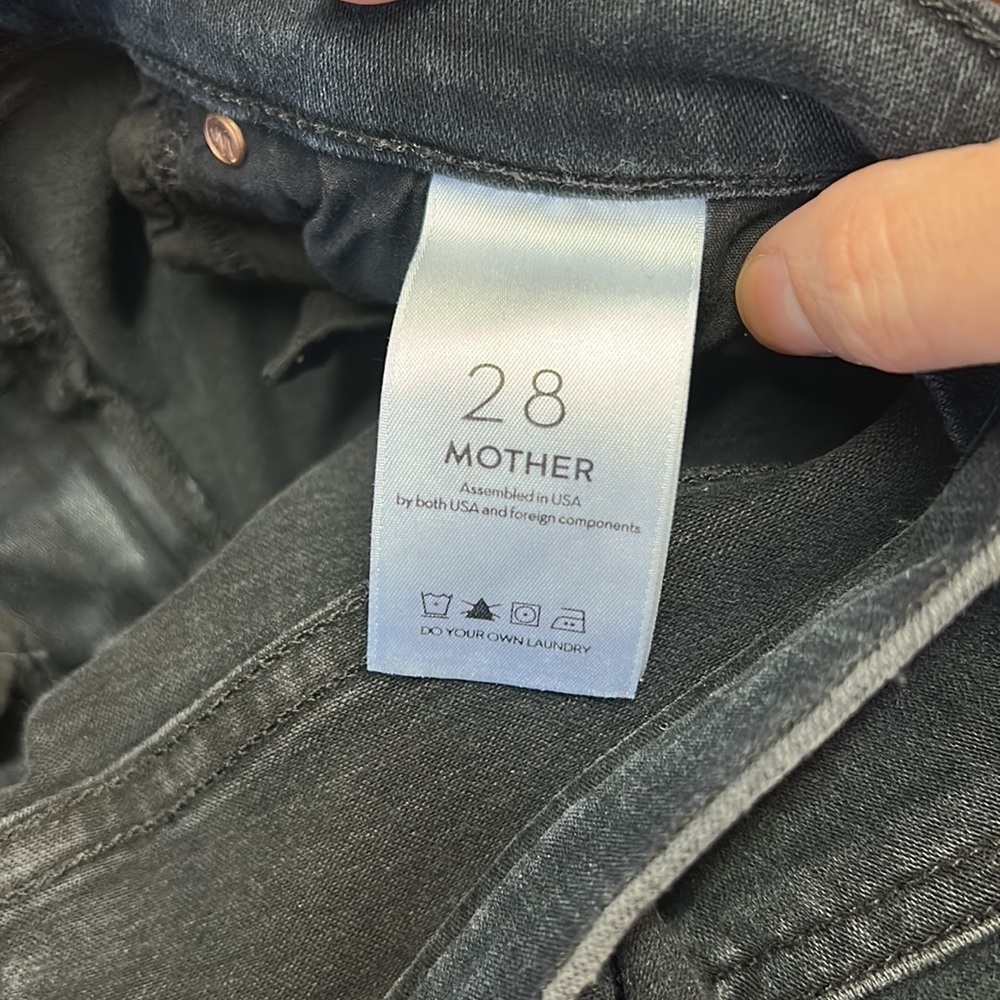 28
MOTHER
Assembled in USA
by both USA and foreign components
DO YOUR OWN LAUNDRY